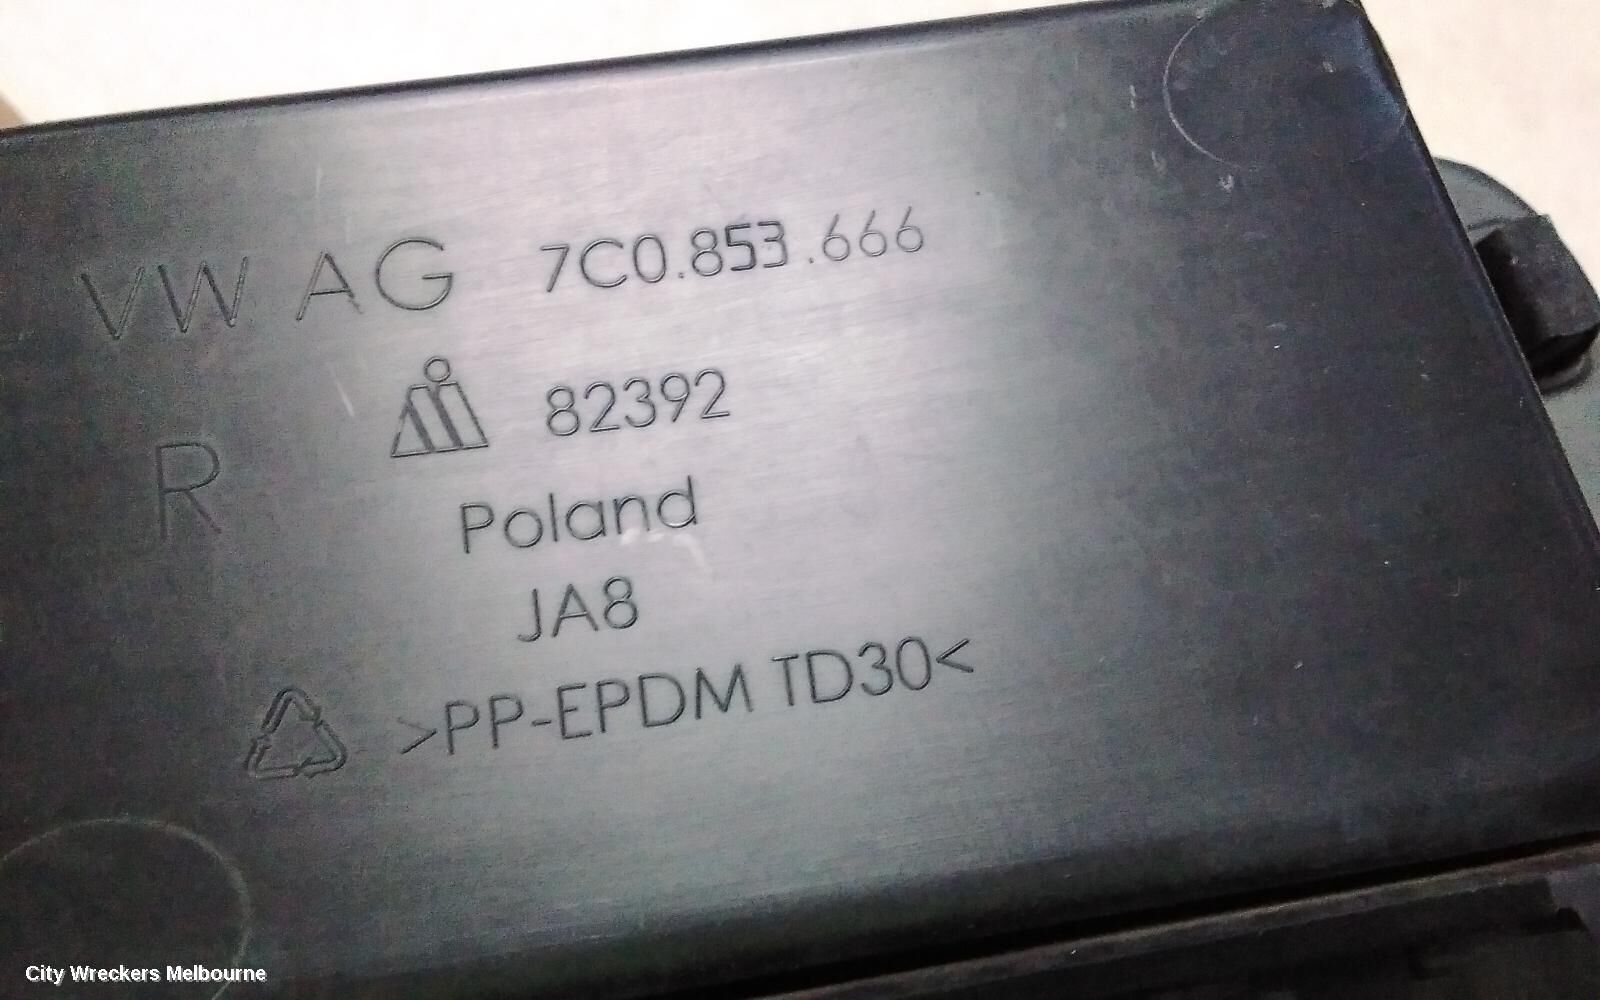 VW AG 7C0.853.666
82392
R
Poland
JA8
>PP-EPDM TD30<
City Wreckers Melbourne